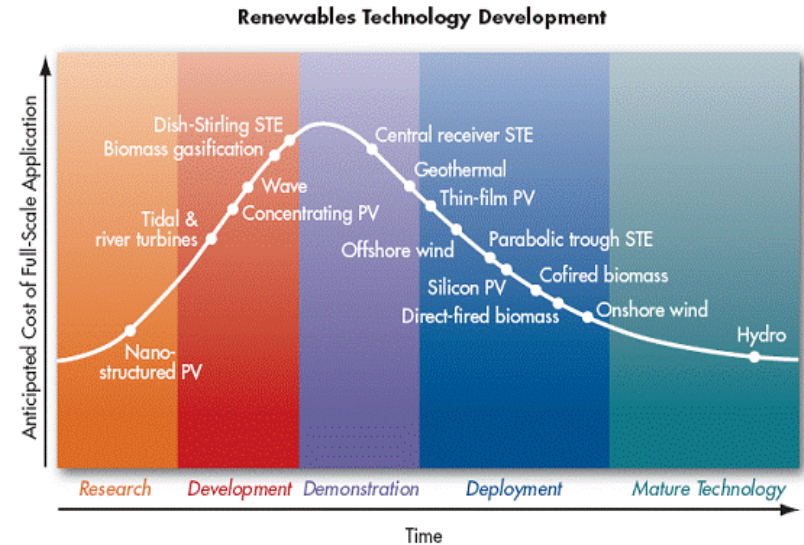 Renewables Technology Development
Anticipated Cost of Full-Scale Application
Dish-Stirling STE
Biomass gasification
Wave
Concentrating PV
Tidal &
river turbines
Nano-
structured PV
Central receiver STE
Geothermal
Thin-film PV
Offshore wind
Parabolic trough STE
Silicon PV
Cofired biomass
Direct-fired biomass
Onshore wind
Hydro
Research Development Demonstration Deployment Mature Technology
Time